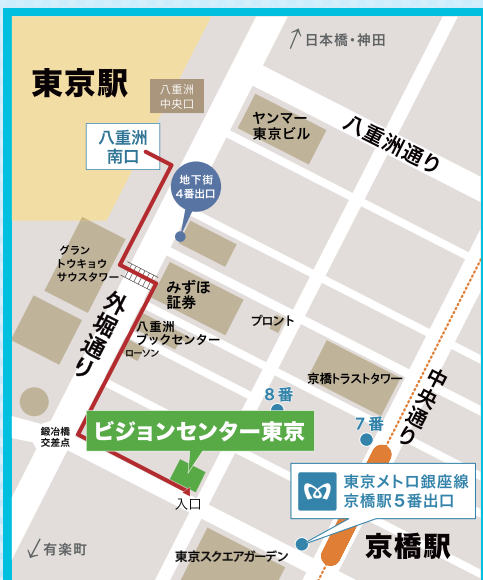 日本橋・神田
東京駅
八重洲
中央口
ヤンマー
東京ビル
八重洲通り
八重洲
南口
地下街
4番出口
グラン
トウキョウ
サウスタワー
みずほ
証券
外堀通り
八重洲
ブックセンター
ローソン
プロント
京橋トラストタワー
中央通り
8番
7番
鍛冶橋
交差点
ビジョンセンター東京
東京メトロ銀座線
京橋駅5番出口
入口
有楽町
東京スクエアガーデン
京橋駅